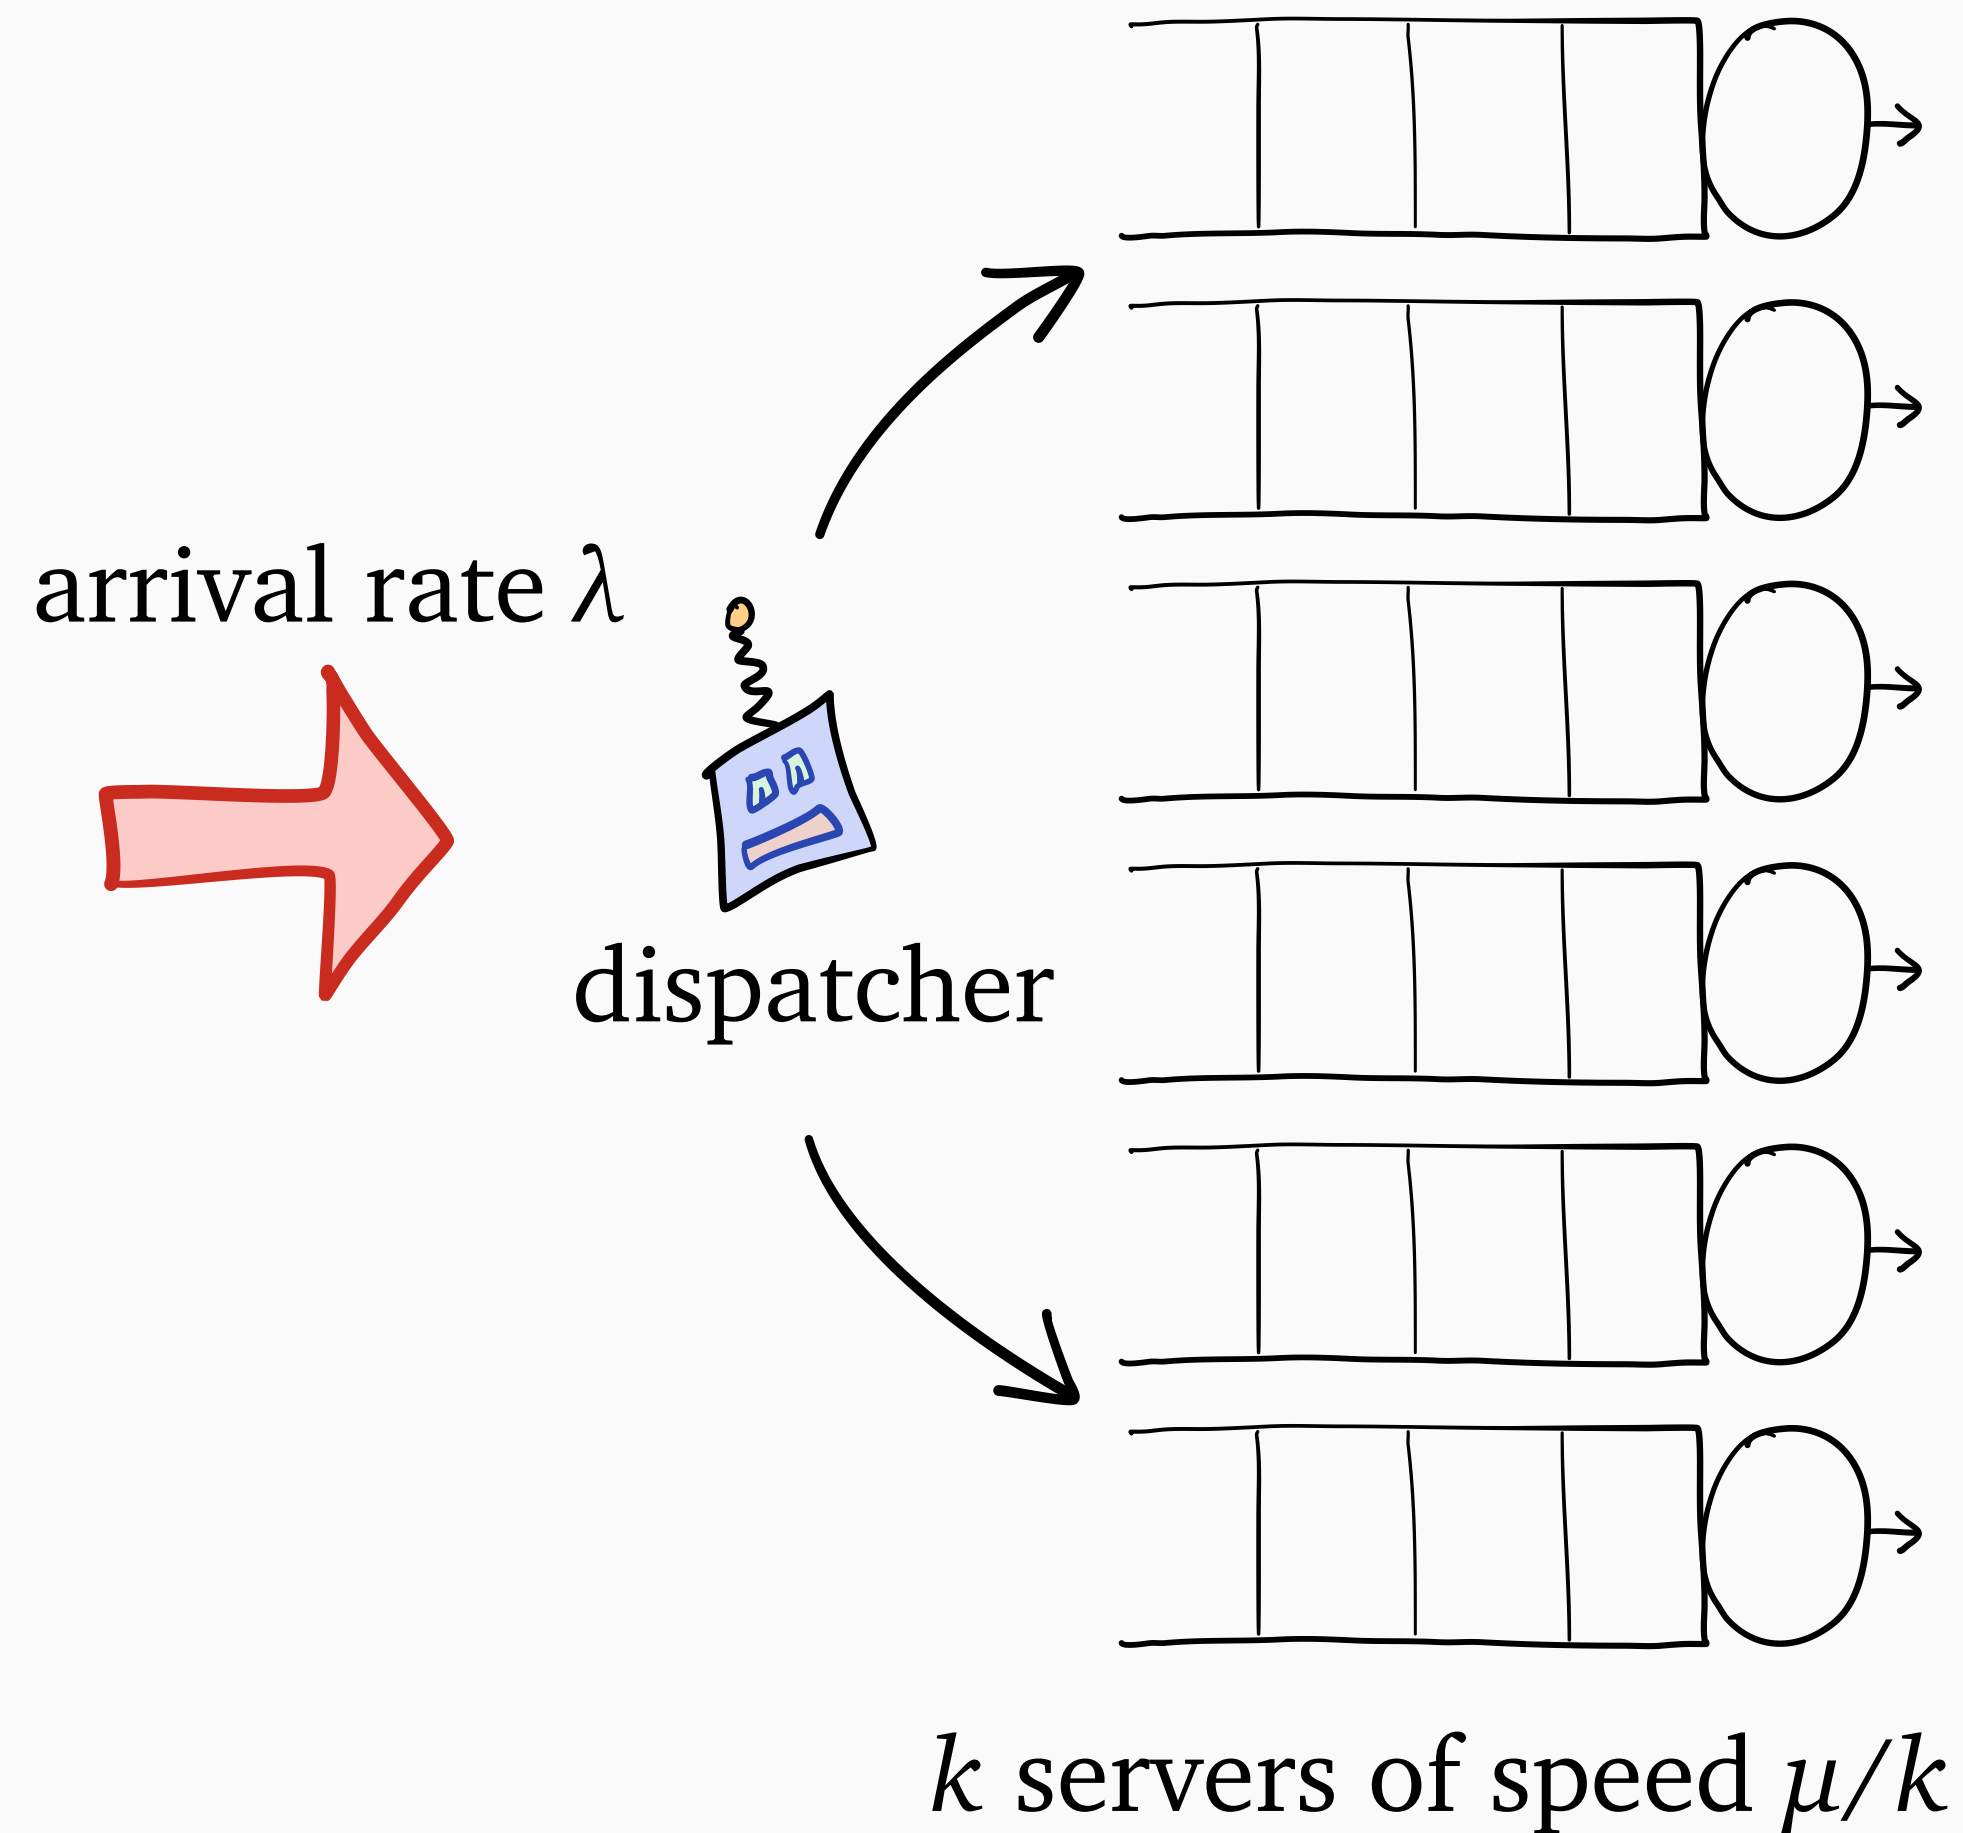 arrival rate λ
dispatcher
k servers of speed μ/k